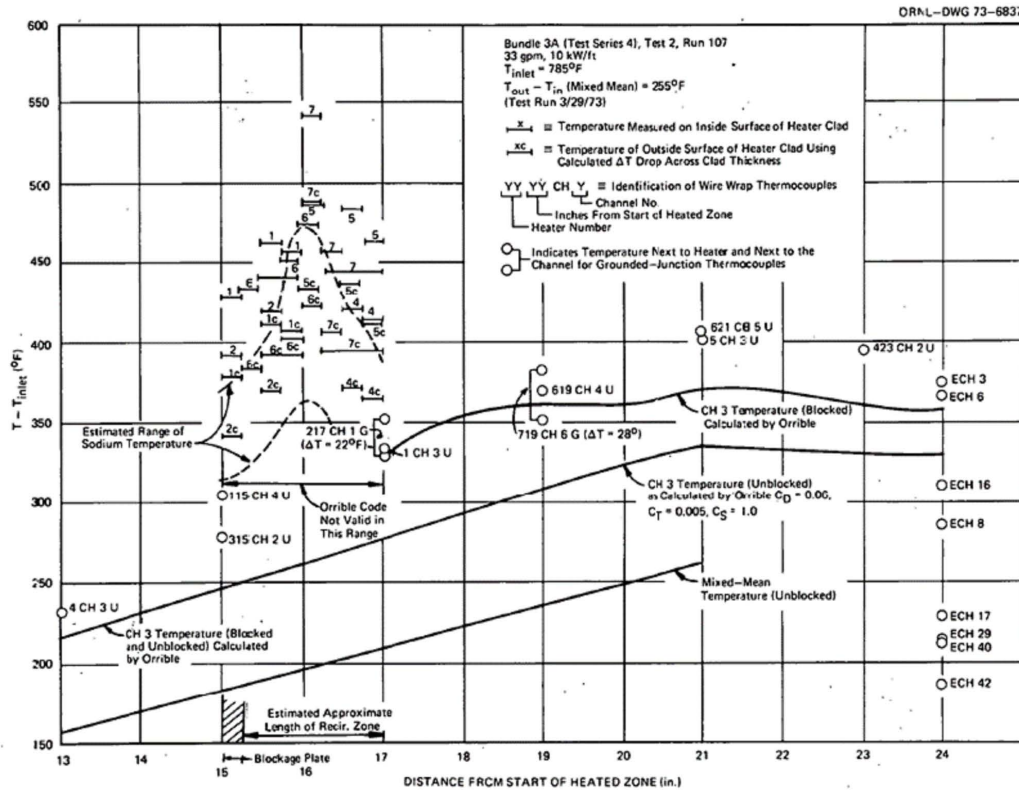 ORNL-DWG 73-6837
600
550
500
450
400
350
300
250
200
150
T - Tinlet (°F)
Bundle 3A (Test Series 4), Test 2, Run 107
33 gpm, 10 kW/ft
Tinlet = 785°F
Tout - Tin (Mixed Mean) = 255°F
(Test Run 3/29/73)
x ≡ Temperature Measured on Inside Surface of Heater Clad
xc ≡ Temperature of Outside Surface of Heater Clad Using
Calculated ΔT Drop Across Clad Thickness
YY YY CH Y ≡ Identification of Wire Wrap Thermocouples
Channel No.
Inches From Start of Heated Zone
Heater Number
Indicates Temperature Next to Heater and Next to the
Channel for Grounded-Junction Thermocouples
7
7c
5
6
5
1
1
7
5
6
6
7
5c
5c
2
6c
4
4
1c
1c
7c
5c
2
6c
6c
7c
6c
1c
2c
4c
4c
2c
Estimated Range of
Sodium Temperature
217 CH 1 G
(ΔT = 22°F)
1 CH 3 U
619 CH 4 U
719 CH 6 G (ΔT = 28°)
621 CB 5 U
5 CH 3 U
423 CH 2 U
ECH 3
ECH 6
CH 3 Temperature (Blocked)
Calculated by Orrible
115 CH 4 U
315 CH 2 U
Orrible Code
Not Valid in
This Range
CH 3 Temperature (Unblocked)
as Calculated by Orrible CD = 0.00,
CT = 0.005, CS = 1.0
ECH 16
ECH 8
4 CH 3 U
CH 3 Temperature (Blocked
and Unblocked) Calculated
by Orrible
Mixed-Mean
Temperature (Unblocked)
ECH 17
ECH 29
ECH 40
ECH 42
Estimated Approximate
Length of Recir. Zone
Blockage Plate
13 14 15 16 17 18 19 20 21 22 23 24
DISTANCE FROM START OF HEATED ZONE (in.)